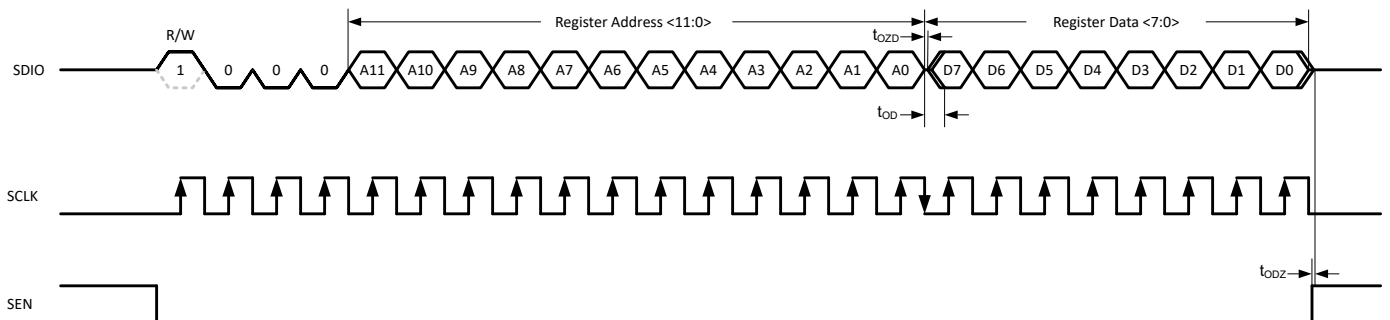 Register Address <11:0>
Register Data <7:0>
R/W
tOZD
SDIO
1 0 0 0 A11 A10 A9 A8 A7 A6 A5 A4 A3 A2 A1 A0 D7 D6 D5 D4 D3 D2 D1 D0
tOD
SCLK
tODZ
SEN